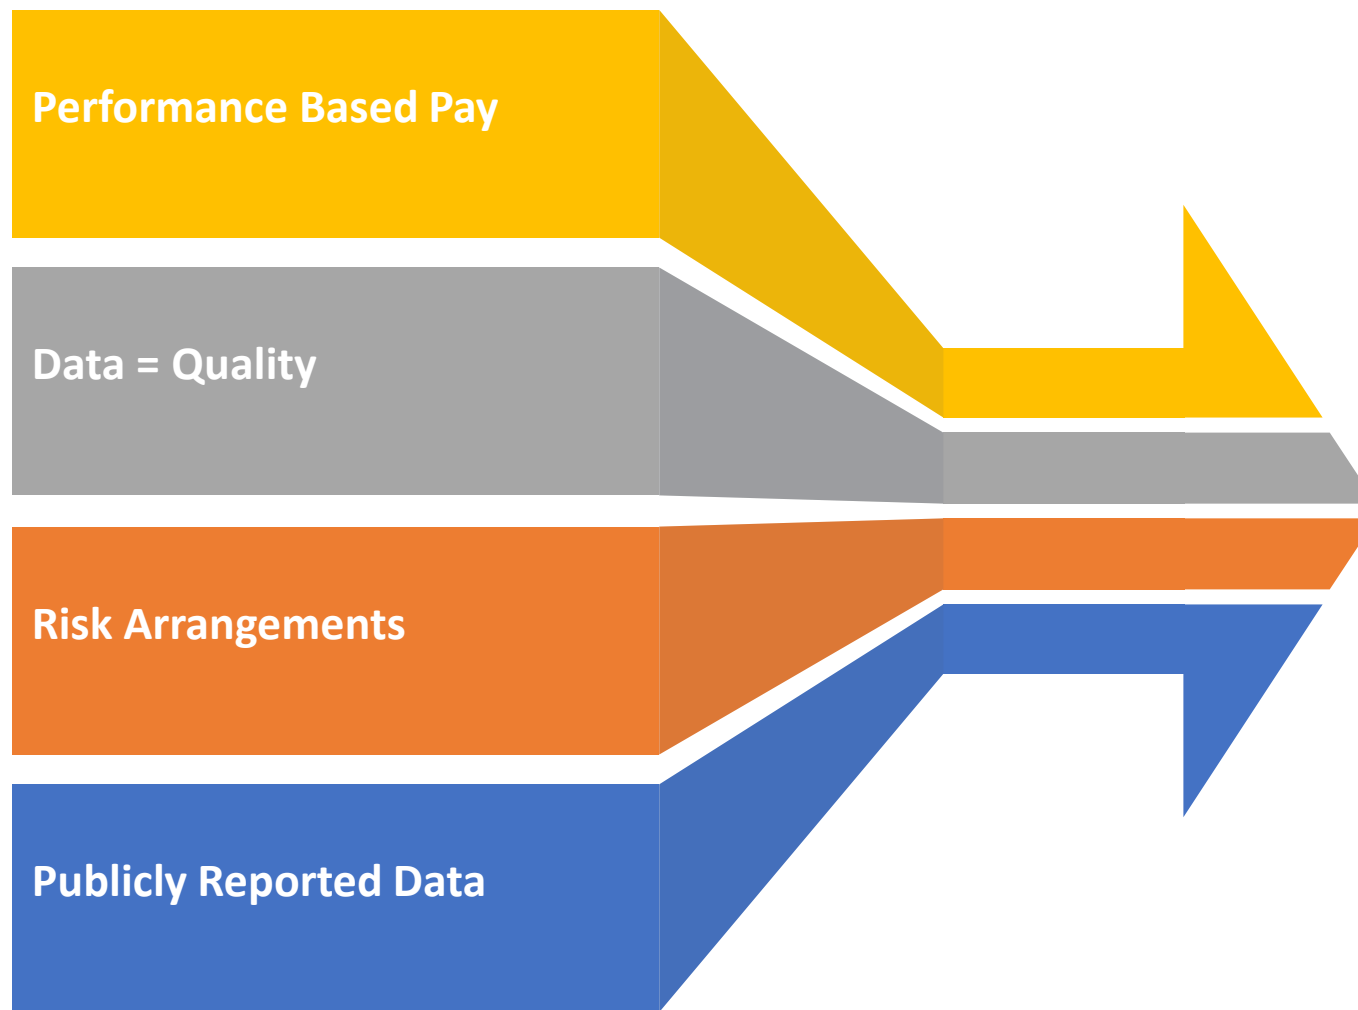 Performance Based Pay
Data = Quality
Risk Arrangements
Publicly Reported Data